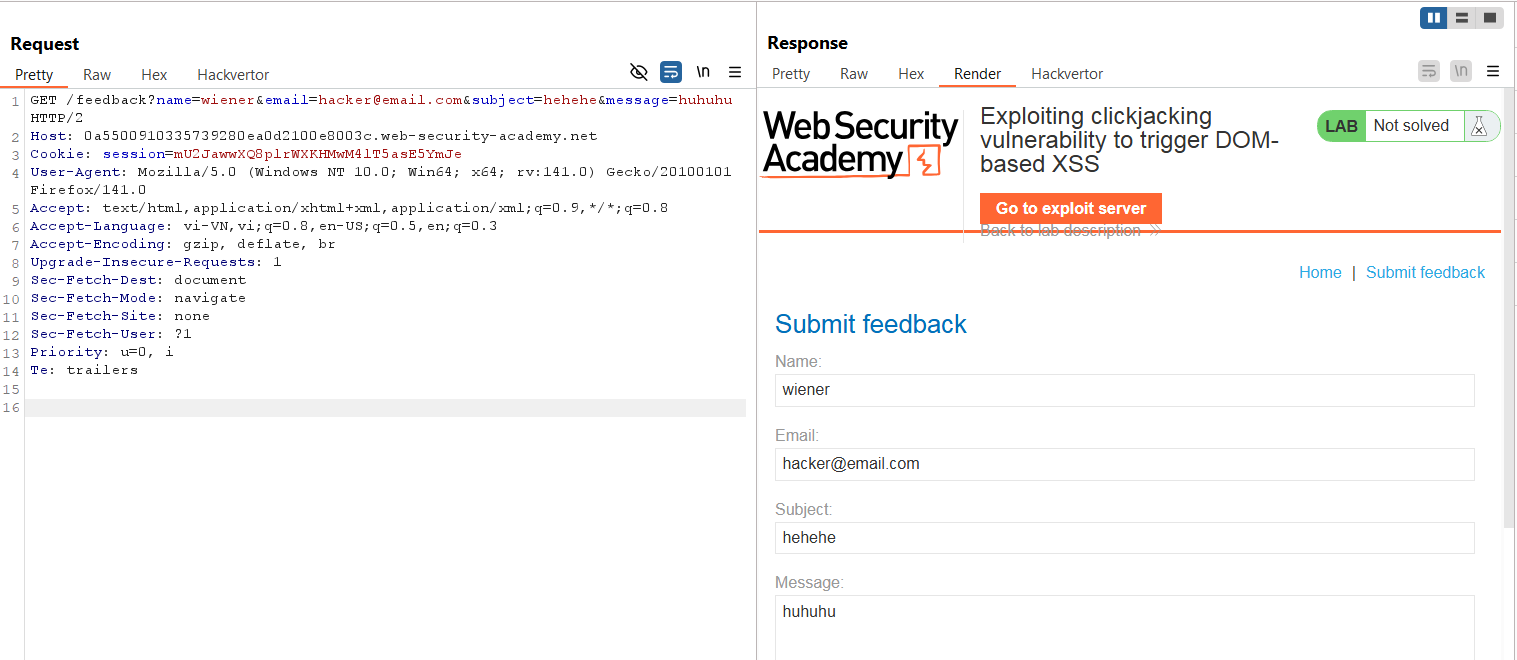 Request
Pretty Raw Hex Hackvertor \n
1 GET /feedback?name=wiener&email=hacker@email.com&subject=hehehe&message=huhuhu
HTTP/2
2 Host: 0a5500910335739280ea0d2100e8003c.web-security-academy.net
3 Cookie: session=mU2JawwXQ8plrWXKHMwM4lT5asE5YmJe
4 User-Agent: Mozilla/5.0 (Windows NT 10.0; Win64; x64; rv:141.0) Gecko/20100101
Firefox/141.0
5 Accept: text/html,application/xhtml+xml,application/xml;q=0.9,*/*;q=0.8
6 Accept-Language: vi-VN,vi;q=0.8,en-US;q=0.5,en;q=0.3
7 Accept-Encoding: gzip, deflate, br
8 Upgrade-Insecure-Requests: 1
9 Sec-Fetch-Dest: document
10 Sec-Fetch-Mode: navigate
11 Sec-Fetch-Site: none
12 Sec-Fetch-User: ?1
13 Priority: u=0, i
14 Te: trailers
15
16
Response
Pretty Raw Hex Render Hackvertor \n
Web Security
Academy
Exploiting clickjacking
vulnerability to trigger DOM-
based XSS
LAB Not solved
Go to exploit server
Back to lab description
Home | Submit feedback
Submit feedback
Name:
wiener
Email:
hacker@email.com
Subject:
hehehe
Message:
huhuhu